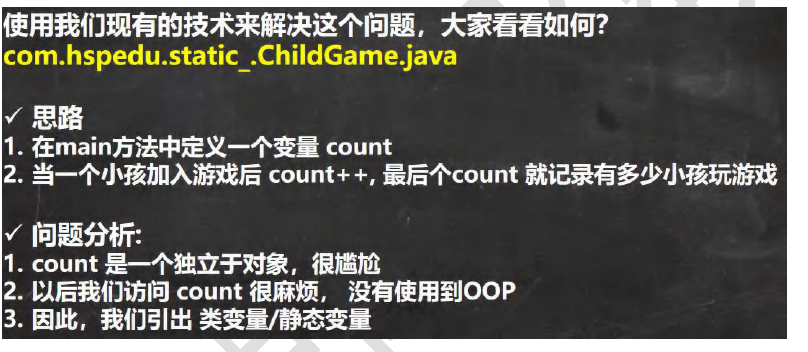 使用我们现有的技术来解决这个问题，大家看看如何？
com.hspedu.static_.ChildGame.java
✓ 思路
1. 在main方法中定义一个变量 count
2. 当一个小孩加入游戏后 count++, 最后个count 就记录有多少小孩玩游戏
✓ 问题分析:
1. count 是一个独立于对象，很尴尬
2. 以后我们访问 count 很麻烦， 没有使用到OOP
3. 因此，我们引出 类变量/静态变量